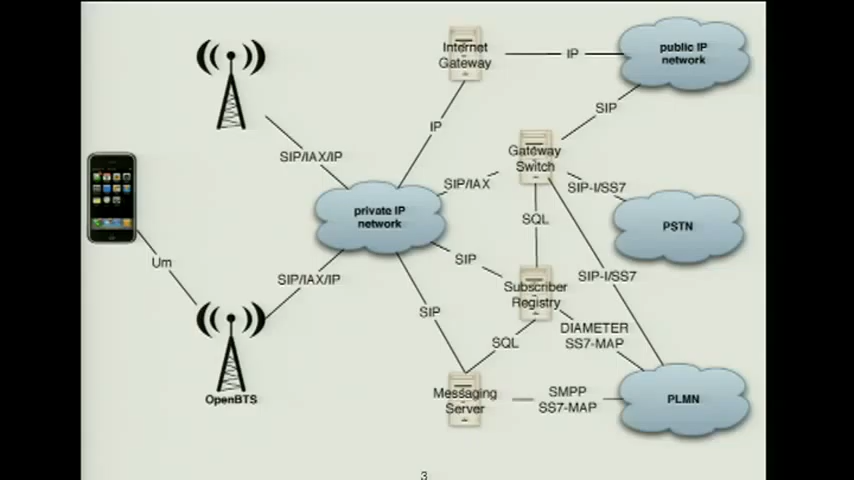 Internet
Gateway
IP
public IP
network
SIP
IP
Gateway
Switch
SIP/IAX/IP
SIP/IAX
SIP-I/SS7
private IP
network
SQL
PSTN
Um
SIP
SIP/IAX/IP
SIP-I/SS7
Subscriber
Registry
SIP
DIAMETER
SS7-MAP
SQL
OpenBTS
Messaging
Server
SMPP
SS7-MAP
PLMN
3